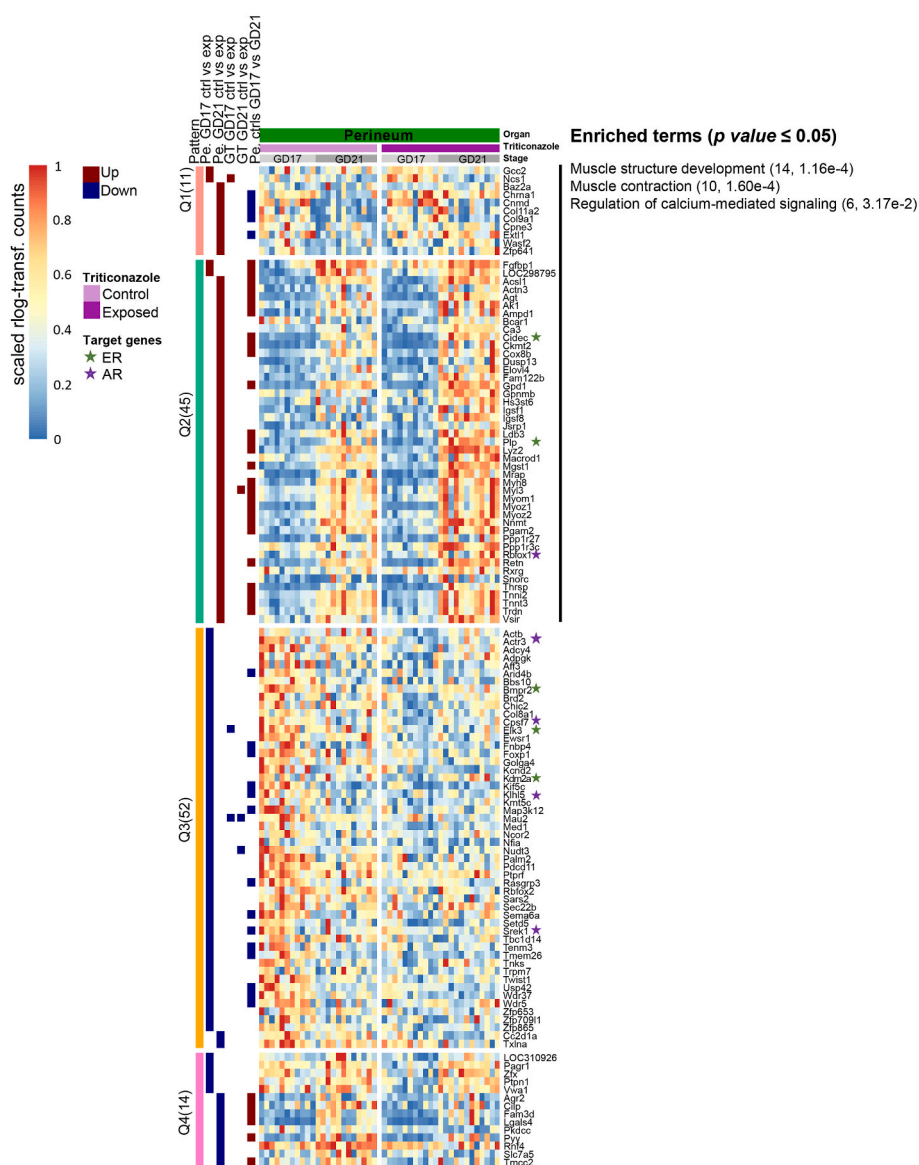 Pattern
Pe. GD17 ctrl vs exp
Pe. GD21 ctrl vs exp
GT GD17 ctrl vs exp
GT GD21 ctrl vs exp
Pe. ctrls GD17 vs GD21
Perineum
Organ
Triticonazole
GD17 GD21 GD17 GD21
Stage
Enriched terms (p value ≤ 0.05)
Muscle structure development (14, 1.16e-4)
Muscle contraction (10, 1.60e-4)
Regulation of calcium-mediated signaling (6, 3.17e-2)
scaled rlog-transf. counts
1
0.8
0.6
0.4
0.2
0
Up
Down
Triticonazole
Control
Exposed
Target genes
ER
AR
Q1(11)
Gcc2
Ncs1
Baz2a
Chrna1
Cnmd
Col11a2
Col9a1
Cpne3
Extl1
Wasf2
Zfp641
Q2(45)
Fgfbp1
LOC298795
Acsl1
Actn3
Agt
Ak1
Ampd1
Bcar1
Ca3
Cidec
Ckmt2
Cox8b
Dusp13
Elovl4
Fam122b
Gpd1
Gpnmb
Hs3st6
Igsf1
Igsf8
Jsrp1
Ldb3
Plp
Lyz2
Macrod1
Mgst1
Mrap
Myh8
Myl3
Myom1
Myoz1
Myoz2
Nnmt
Pgam2
Ppp1r27
Ppp1r3c
Rbfox1
Retn
Rxrg
Snorc
Thrsp
Tnni2
Tnnt3
Trdn
Vsir
Q3(52)
Actb
Actr3
Adcy4
Adpgk
Aff3
Arid4b
Bbs10
Bmpr2
Brd2
Chic2
Col8a1
Cpsf7
Elk3
Ewsr1
Fnbp4
Foxp1
Golga4
Kcnd2
Kdm2a
Kif5c
Klhl5
Kmt5c
Map3k12
Mau2
Med1
Ncor2
Nfia
Nudt3
Palm2
Pdcd11
Ptprf
Rasgrp3
Rbfox2
Sars2
Sec22b
Sema6a
Setd5
Srek1
Tbc1d14
Tenm3
Tmem26
Tnks
Trpm7
Twist1
Usp42
Wdr37
Wdr5
Zfp653
Zfp709l1
Zfp865
Cc2d1a
Txlna
Q4(14)
LOC310926
Pagr1
Zfx
Ptpn1
Vwa1
Agr2
Cilp
Fam3d
Lgals4
Pkdcc
Pyy
Rnf4
Slc7a5
Tmcc2